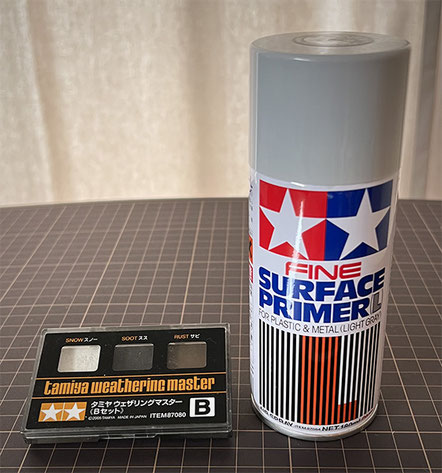 SNOW スノー
SOOT スス
RUST サビ
tamiya weathering master
タミヤ ウェザリングマスター
(Bセット)
ITEM87080
B
©2005 TAMIYA MADE IN JAPAN
FINE
SURFACE
PRIMER (L)
FOR PLASTIC & METAL (LIGHT GRAY)